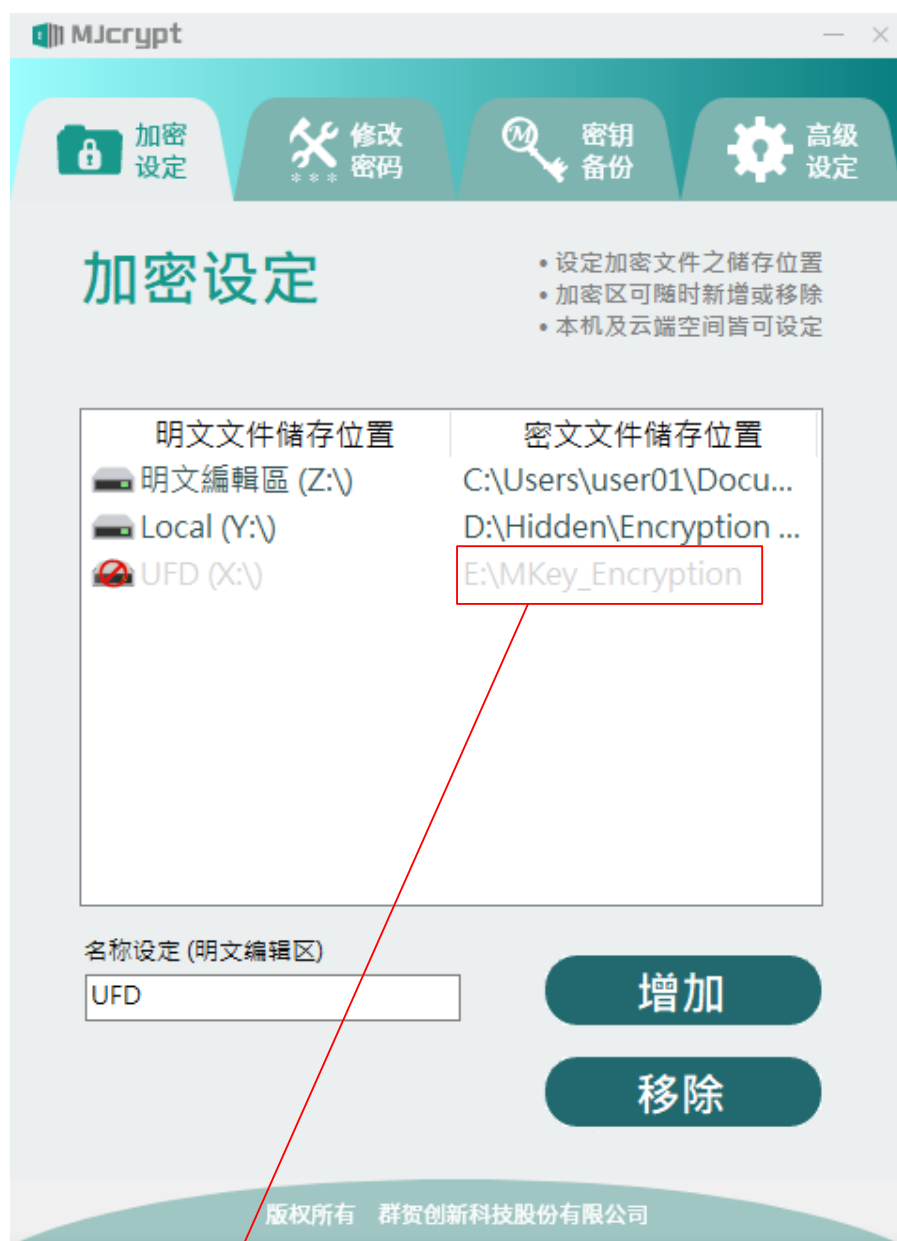 MJcrypt
加密
设定
修改
密码
***
密钥
备份
高级
设定
加密设定
•设定加密文件之储存位置
•加密区可随时新增或移除
•本机及云端空间皆可设定
明文文件储存位置 密文文件储存位置
明文編輯區 (Z:\) C:\Users\user01\Docu...
Local (Y:\) D:\Hidden\Encryption ...
UFD (X:\) E:\MKey_Encryption
名称设定 (明文编辑区)
UFD
增加
移除
版权所有 群贺创新科技股份有限公司